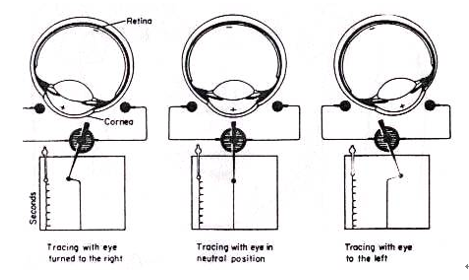 Retina
Cornea
Seconds
Tracing with eye
turned to the right
Tracing with eye in
neutral position
Tracing with eye
to the left